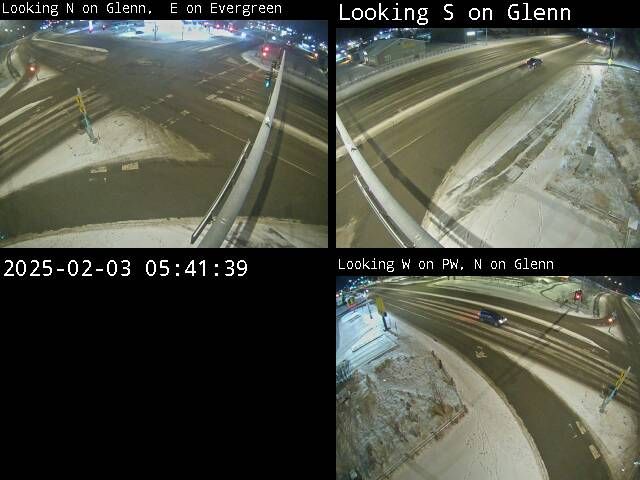 Looking N on Glenn,  E on Evergreen
Looking S on Glenn
2025-02-03 05:41:39
Looking W on PW, N on Glenn